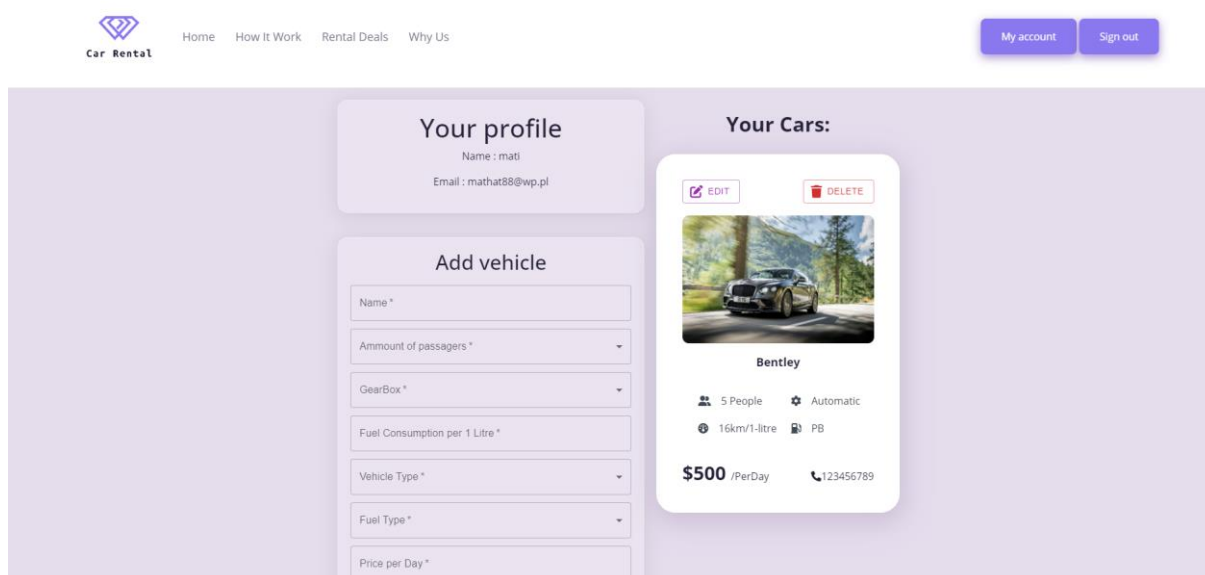 Car Rental
Home How It Work Rental Deals Why Us
My account Sign out
Your profile
Name : mati
Email : mathat88@wp.pl
Add vehicle
Name *
Ammount of passagers *
GearBox *
Fuel Consumption per 1 Litre *
Vehicle Type *
Fuel Type *
Price per Day *
Your Cars:
EDIT DELETE
Bentley
5 People Automatic
16km/1-litre PB
$500 /PerDay 123456789